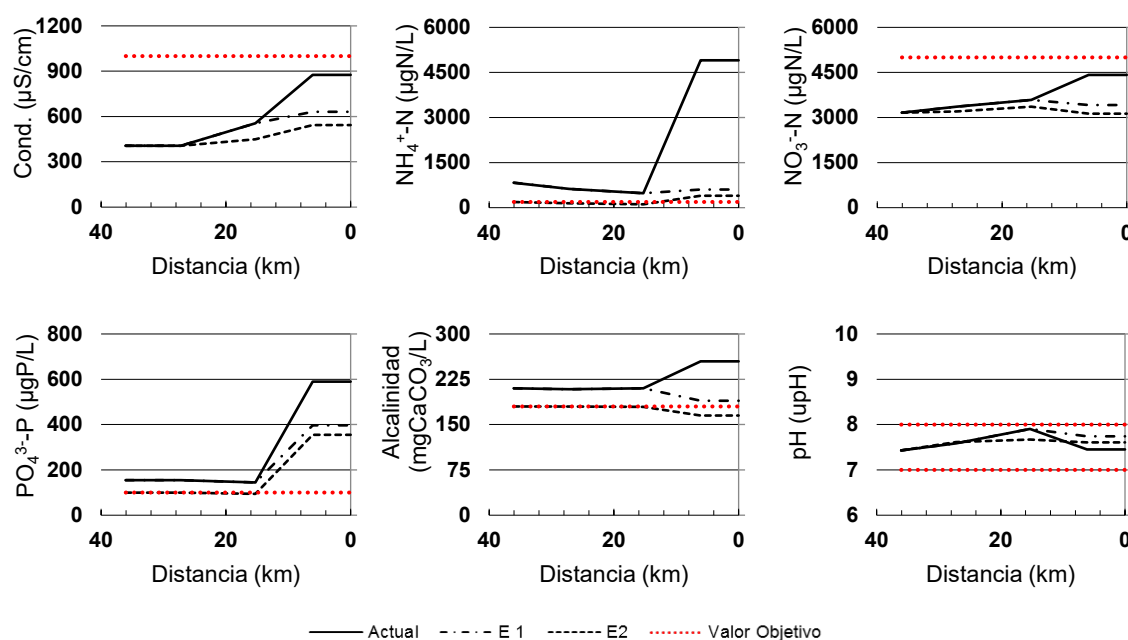 Cond. (µS/cm)
1200
900
600
300
0
40 20 0
Distancia (km)
NH₄⁺-N (µgN/L)
6000
4500
3000
1500
0
40 20 0
Distancia (km)
NO₃⁻-N (µgN/L)
6000
4500
3000
1500
0
40 20 0
Distancia (km)
PO₄³⁻-P (µgP/L)
800
600
400
200
0
40 20 0
Distancia (km)
Alcalinidad
(mgCaCO₃/L)
300
225
150
75
0
40 20 0
Distancia (km)
pH (upH)
10
9
8
7
6
40 20 0
Distancia (km)
Actual E 1 E2 Valor Objetivo